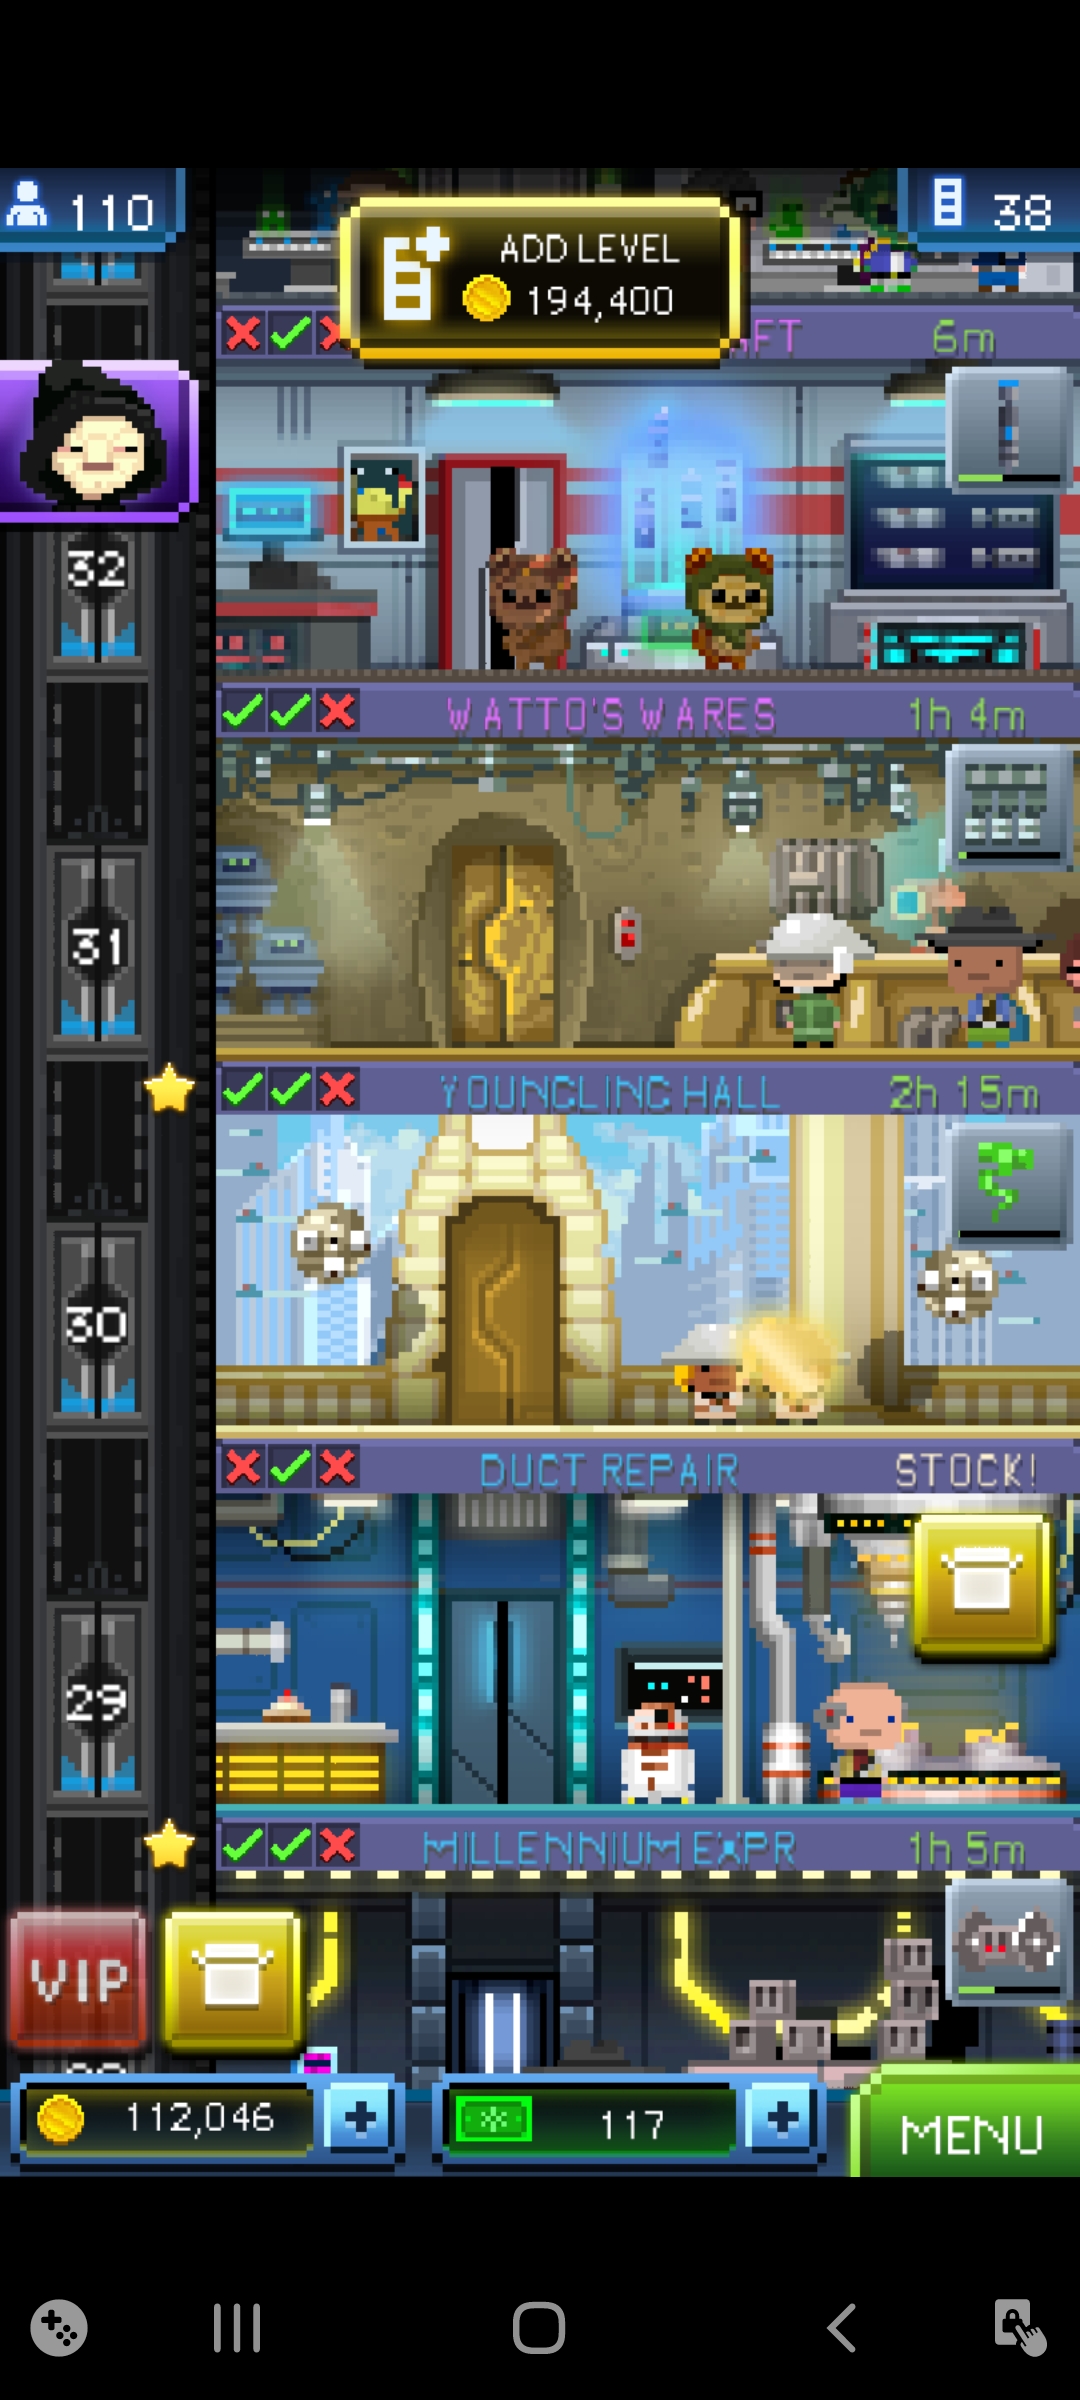 110
ADD LEVEL
194,400
38
AFT 6m
32
WATTO'S WARES 1h 4m
31
YOUNGLING HALL 2h 15m
30
DUCT REPAIR STOCK!
29
MILLENNIUM EXPR 1h 5m
VIP
112,046
117
MENU